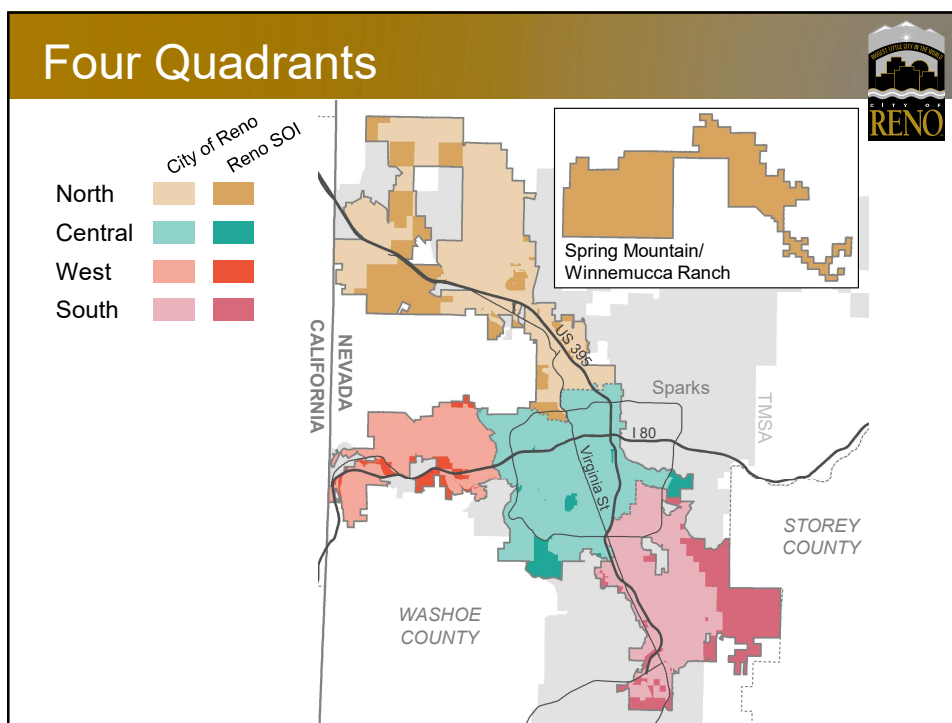 Four Quadrants
BIGGEST LITTLE CITY IN THE WORLD
CITY OF
RENO
City of Reno
Reno SOI
North
Central
West
South
Spring Mountain/
Winnemucca Ranch
CALIFORNIA
NEVADA
US 395
Sparks
TMSA
I 80
Virginia St
STOREY
COUNTY
WASHOE
COUNTY